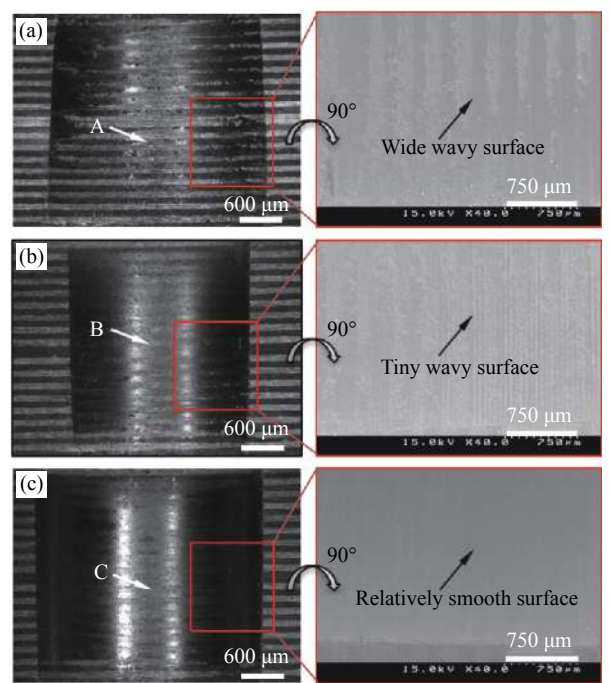 (a)
A
600 μm
90°
Wide wavy surface
750 μm
15.0kV X40.0 750μm
(b)
B
600 μm
90°
Tiny wavy surface
750 μm
15.0kV X40.0 750μm
(c)
C
600 μm
90°
Relatively smooth surface
750 μm
15.0kV X40.0 750μm